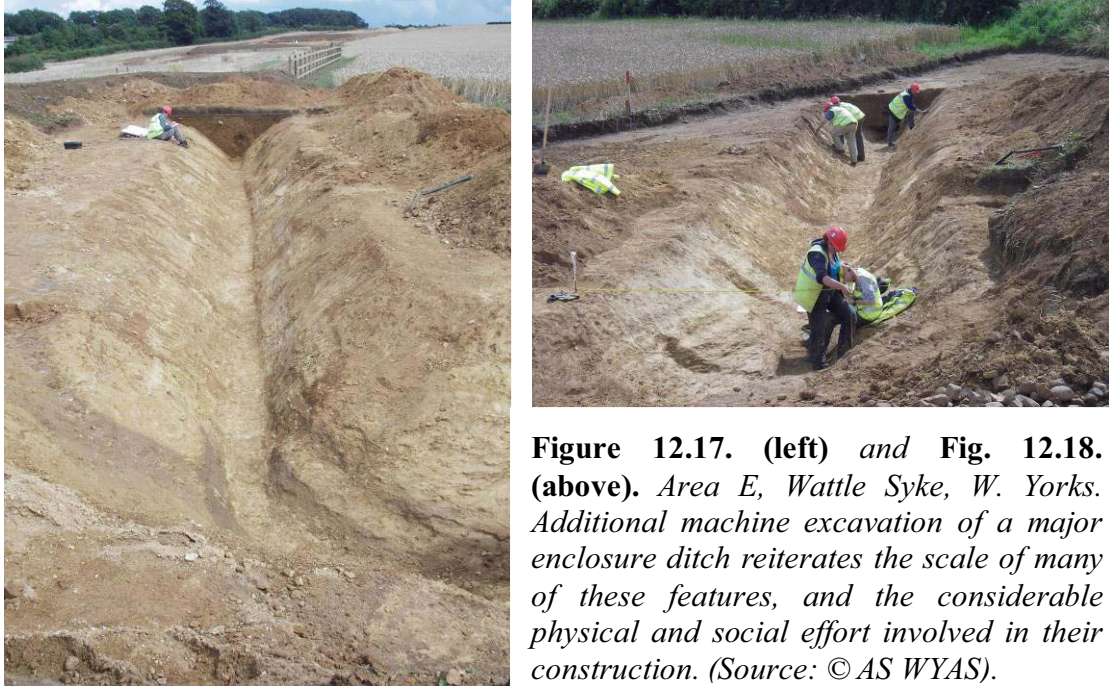 Figure 12.17. (left) and Fig. 12.18.
(above). Area E, Wattle Syke, W. Yorks.
Additional machine excavation of a major
enclosure ditch reiterates the scale of many
of these features, and the considerable
physical and social effort involved in their
construction. (Source: © AS WYAS).